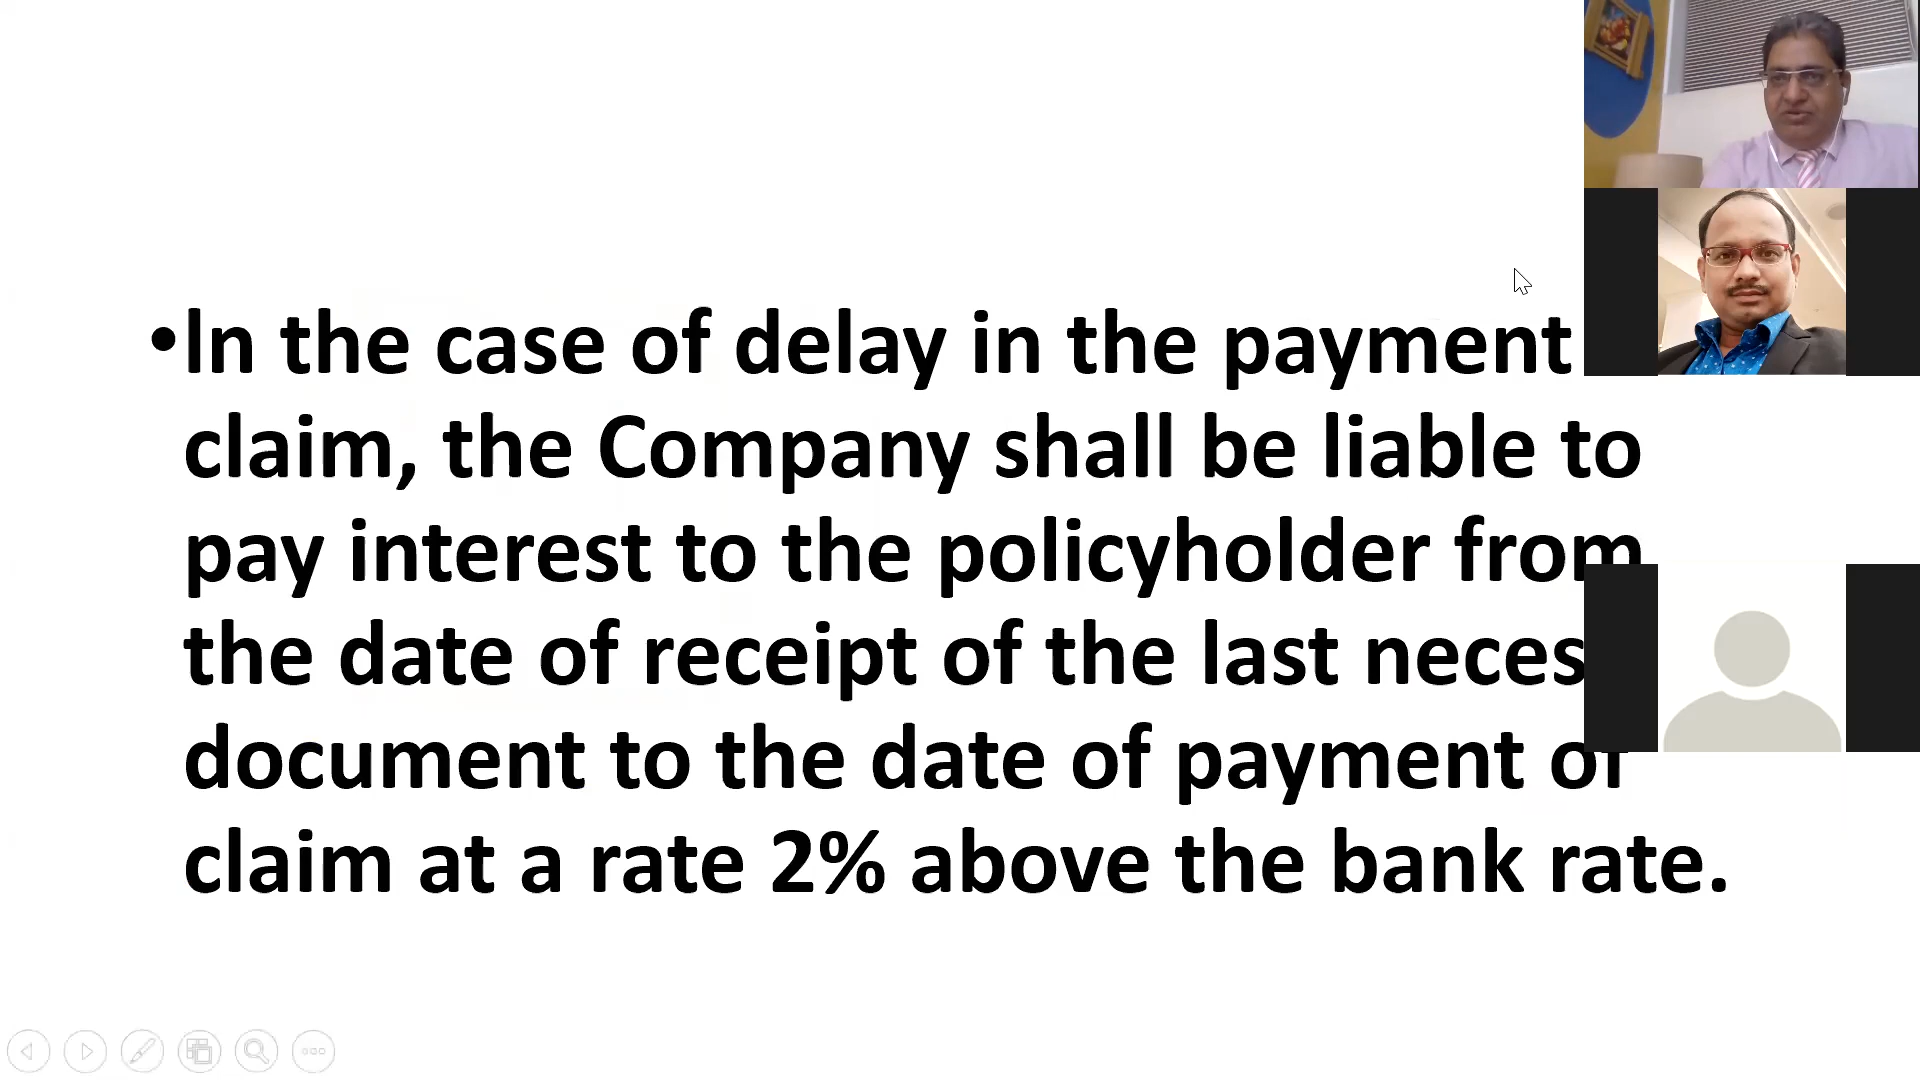 •In the case of delay in the payment
claim, the Company shall be liable to
pay interest to the policyholder from
the date of receipt of the last neces
document to the date of payment of
claim at a rate 2% above the bank rate.